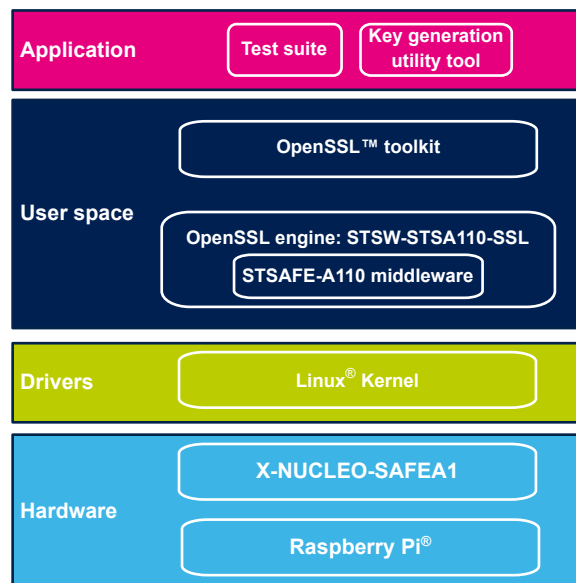 Application
Test suite
Key generation
utility tool
User space
OpenSSL™ toolkit
OpenSSL engine: STSW-STSA110-SSL
STSAFE-A110 middleware
Drivers
Linux® Kernel
Hardware
X-NUCLEO-SAFEA1
Raspberry Pi®